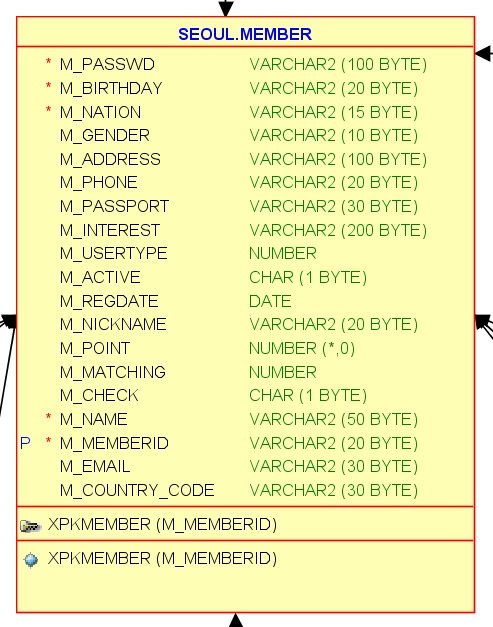 SEOUL.MEMBER
* M_PASSWD VARCHAR2 (100 BYTE)
* M_BIRTHDAY VARCHAR2 (20 BYTE)
* M_NATION VARCHAR2 (15 BYTE)
M_GENDER VARCHAR2 (10 BYTE)
M_ADDRESS VARCHAR2 (100 BYTE)
M_PHONE VARCHAR2 (20 BYTE)
M_PASSPORT VARCHAR2 (30 BYTE)
M_INTEREST VARCHAR2 (200 BYTE)
M_USERTYPE NUMBER
M_ACTIVE CHAR (1 BYTE)
M_REGDATE DATE
M_NICKNAME VARCHAR2 (20 BYTE)
M_POINT NUMBER (*,0)
M_MATCHING NUMBER
M_CHECK CHAR (1 BYTE)
* M_NAME VARCHAR2 (50 BYTE)
P * M_MEMBERID VARCHAR2 (20 BYTE)
M_EMAIL VARCHAR2 (30 BYTE)
M_COUNTRY_CODE VARCHAR2 (30 BYTE)
XPKMEMBER (M_MEMBERID)
XPKMEMBER (M_MEMBERID)